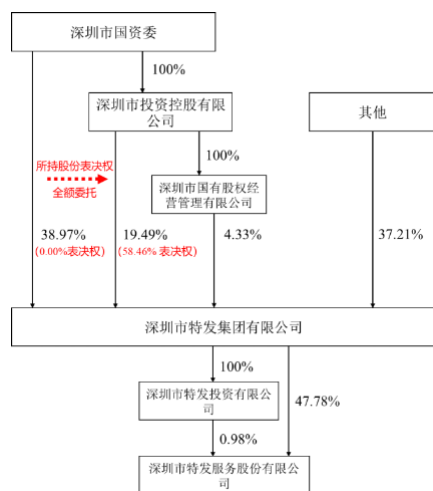 深圳市国资委
100%
深圳市投资控股有限
公司
其他
100%
所持股份表决权
全额委托
深圳市国有股权经
营管理有限公司
38.97%
19.49%
4.33%
37.21%
(0.00%表决权)
(58.46% 表决权)
深圳市特发集团有限公司
100%
深圳市特发投资有限公
司
47.78%
0.98%
深圳市特发服务股份有限公
司